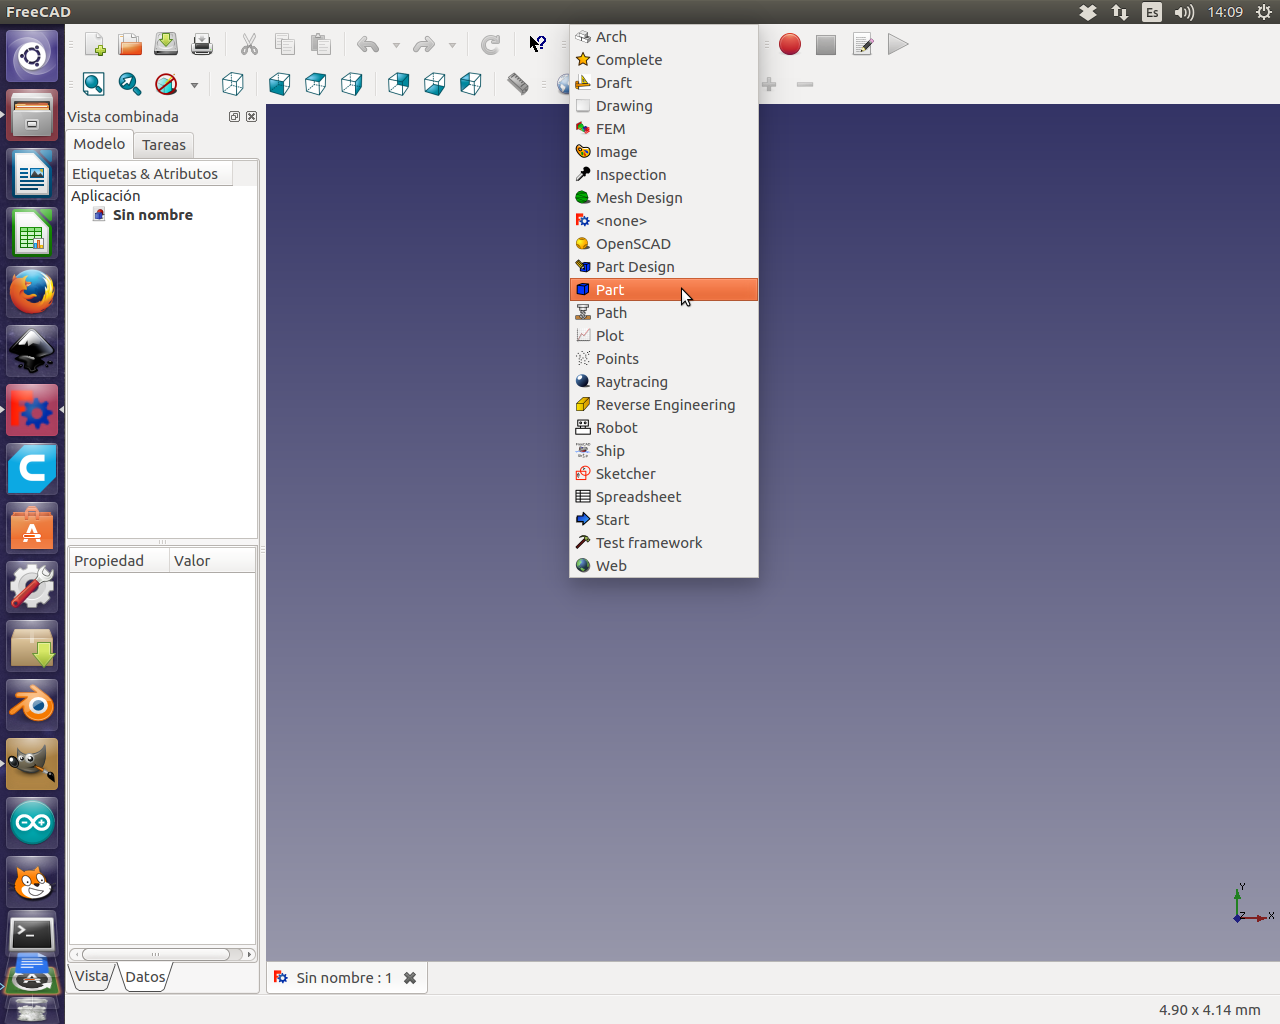 FreeCAD
Es
14:09
Arch
Complete
Draft
Drawing
FEM
Image
Inspection
Mesh Design
<none>
OpenSCAD
Part Design
Part
Path
Plot
Points
Raytracing
Reverse Engineering
Robot
Ship
Sketcher
Spreadsheet
Start
Test framework
Web
Vista combinada
Modelo
Tareas
Etiquetas & Atributos
Aplicación
Sin nombre
Propiedad
Valor
Vista
Datos
Sin nombre : 1
Y
Z
X
4.90 x 4.14 mm